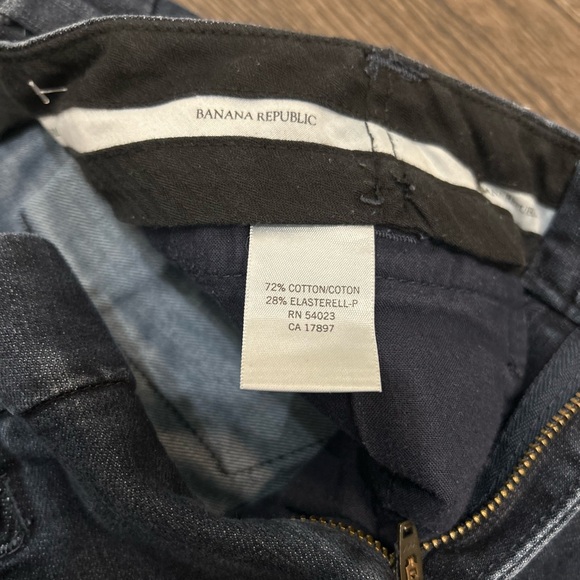 BANANA REPUBLIC
72% COTTON/COTON
28% ELASTERELL-P
RN 54023
CA 17897